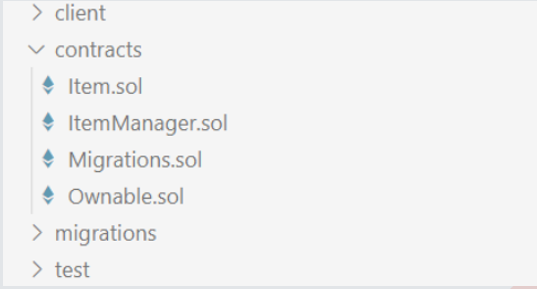 client
contracts
Item.sol
ItemManager.sol
Migrations.sol
Ownable.sol
migrations
test